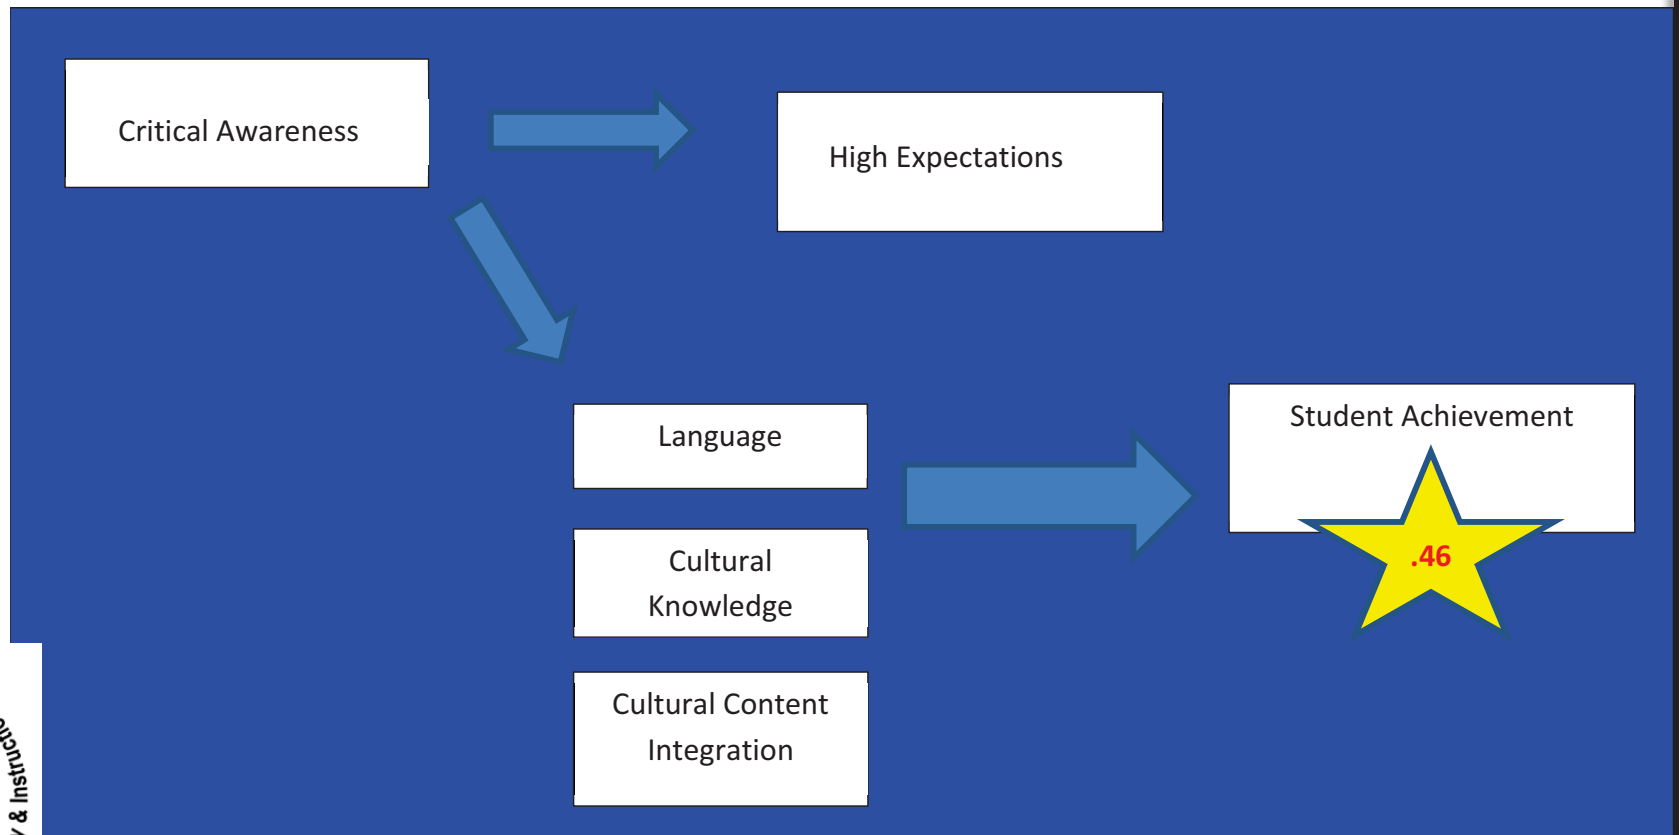 Critical Awareness
High Expectations
Language
Student Achievement
.46
Cultural
Knowledge
Cultural Content
Integration
& Instructio